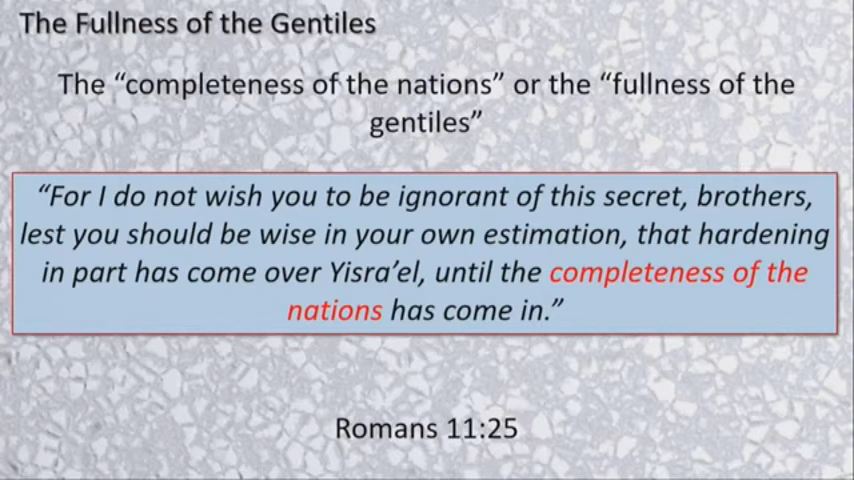 The Fullness of the Gentiles
The “completeness of the nations” or the “fullness of the
gentiles”
“For I do not wish you to be ignorant of this secret, brothers,
lest you should be wise in your own estimation, that hardening
in part has come over Yisra’el, until the completeness of the
nations has come in.”
Romans 11:25